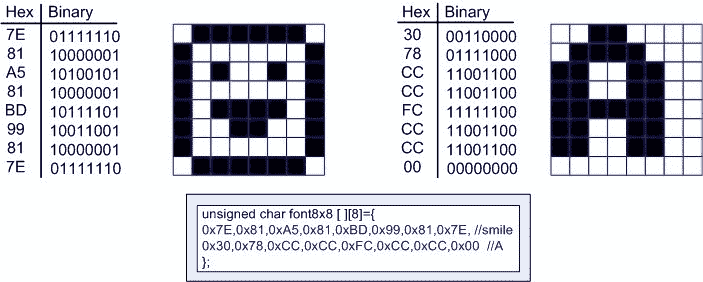 Hex Binary
7E 01111110
81 10000001
A5 10100101
81 10000001
BD 10111101
99 10011001
81 10000001
7E 01111110
Hex Binary
30 00110000
78 01111000
CC 11001100
CC 11001100
FC 11111100
CC 11001100
CC 11001100
00 00000000
unsigned char font8x8 [ ][8]={
0x7E,0x81,0xA5,0x81,0xBD,0x99,0x81,0x7E, //smile
0x30,0x78,0xCC,0xCC,0xFC,0xCC,0xCC,0x00 //A
};